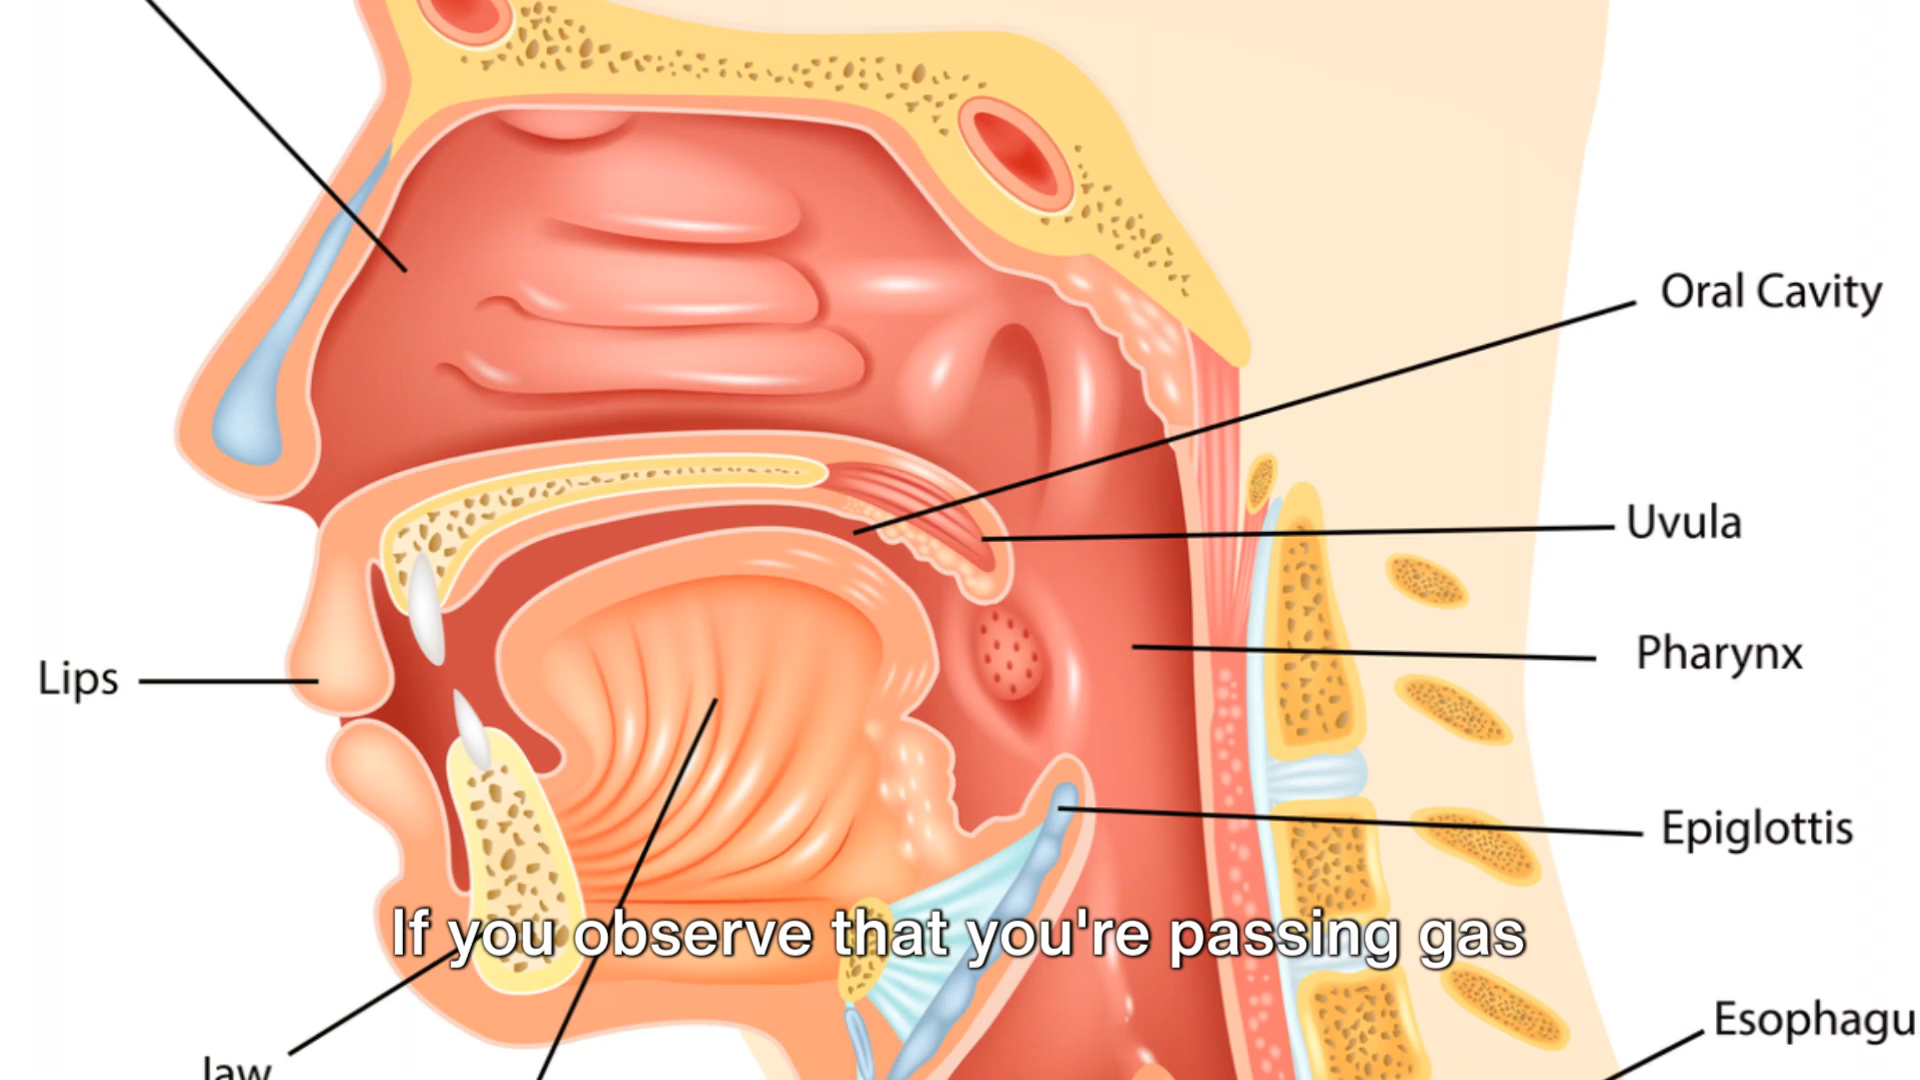 Oral Cavity
Uvula
Pharynx
Lips
Epiglottis
If you observe that you're passing gas
Esophagu
Jaw